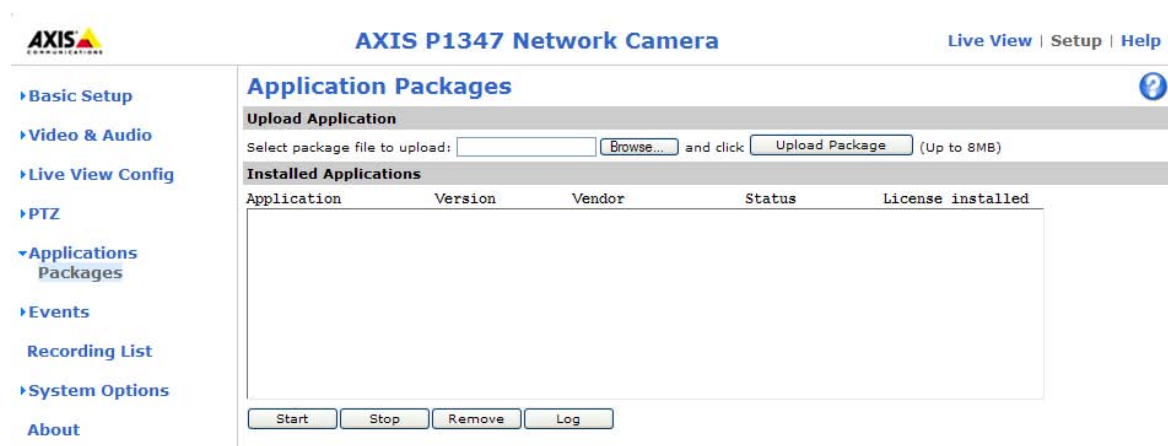 AXIS
COMMUNICATIONS
AXIS P1347 Network Camera
Live View | Setup | Help
Basic Setup
Video & Audio
Live View Config
PTZ
Applications
Packages
Events
Recording List
System Options
About
Application Packages
?
Upload Application
Select package file to upload: Browse... and click Upload Package (Up to 8MB)
Installed Applications
Application Version Vendor Status License installed
Start Stop Remove Log